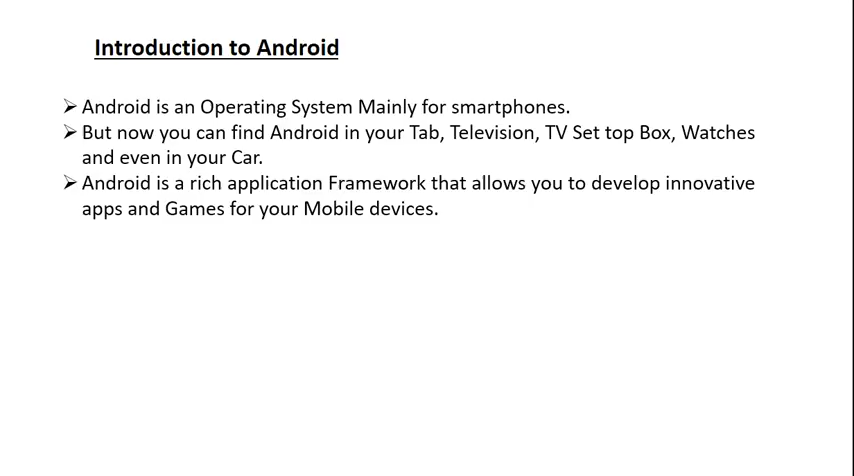 Introduction to Android
➢ Android is an Operating System Mainly for smartphones.
➢ But now you can find Android in your Tab, Television, TV Set top Box, Watches
and even in your Car.
➢ Android is a rich application Framework that allows you to develop innovative
apps and Games for your Mobile devices.